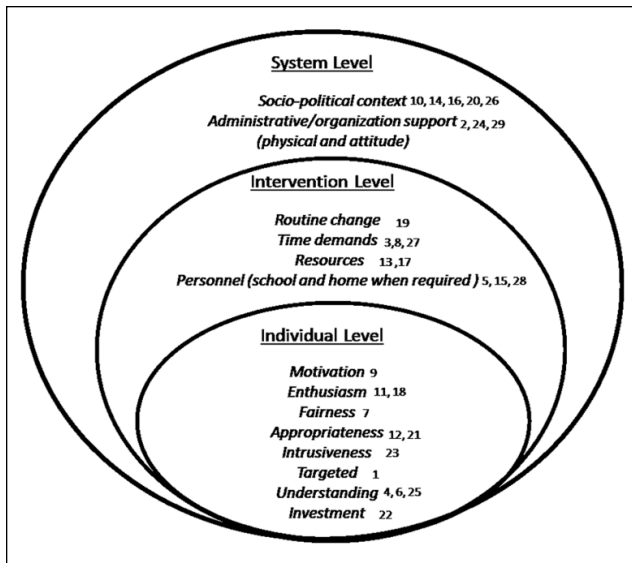 System Level
Socio-political context 10, 14, 16, 20, 26
Administrative/organization support 2, 24, 29
(physical and attitude)
Intervention Level
Routine change 19
Time demands 3,8, 27
Resources 13 ,17
Personnel (school and home when required ) 5, 15, 28
Individual Level
Motivation 9
Enthusiasm 11, 18
Fairness 7
Appropriateness 12, 21
Intrusiveness 23
Targeted 1
Understanding 4, 6, 25
Investment 22